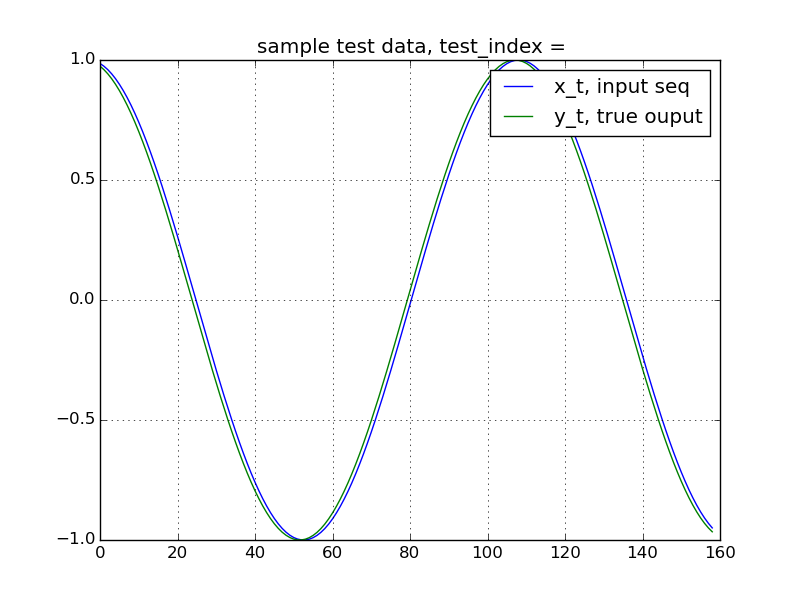 sample test data, test_index =
x_t, input seq
y_t, true ouput
1.0
0.5
0.0
−0.5
−1.0
0 20 40 60 80 100 120 140 160